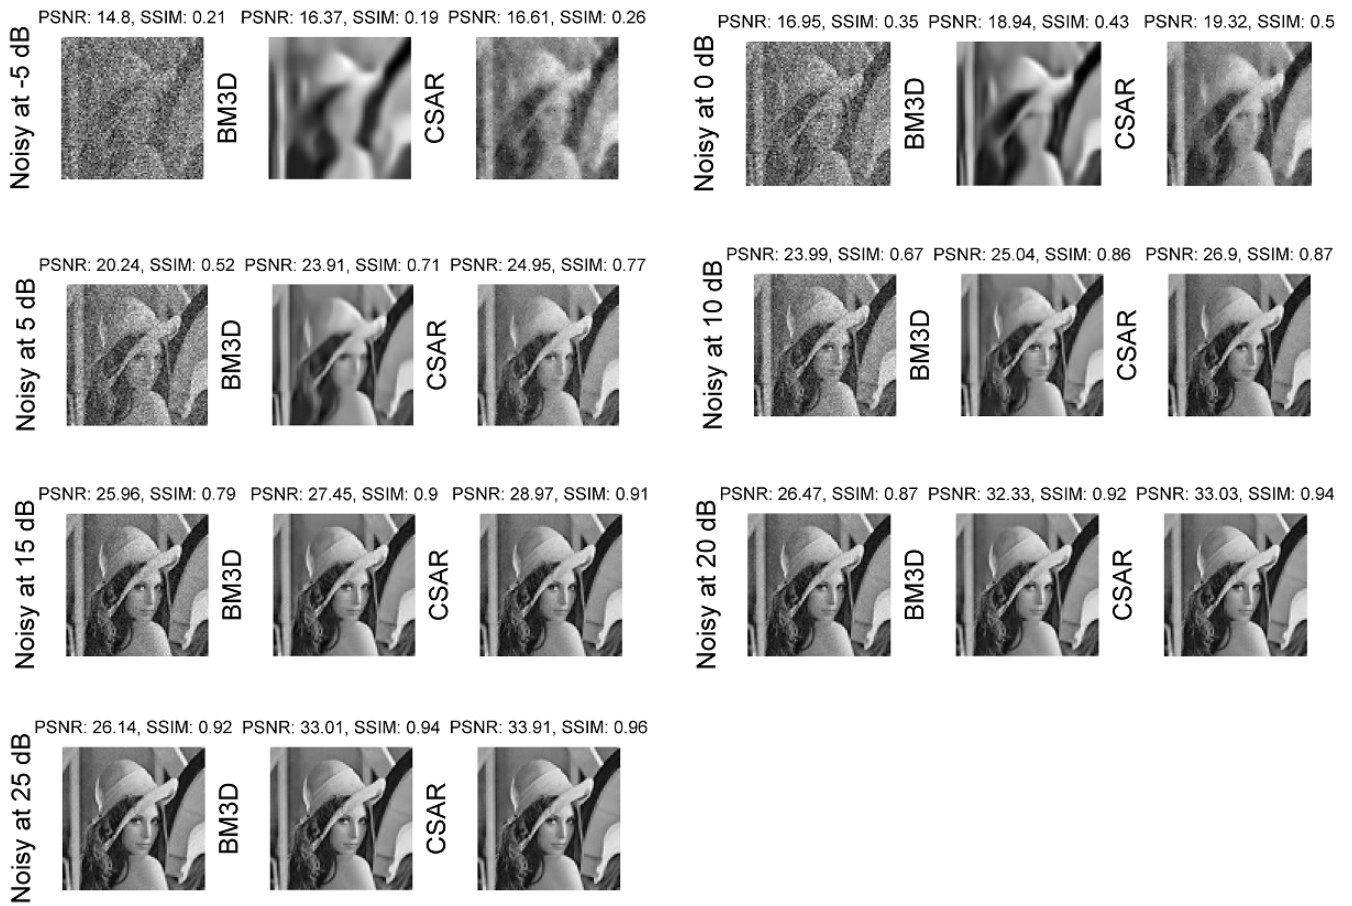 PSNR: 14.8, SSIM: 0.21 PSNR: 16.37, SSIM: 0.19 PSNR: 16.61, SSIM: 0.26
Noisy at -5 dB
BM3D
CSAR
PSNR: 16.95, SSIM: 0.35 PSNR: 18.94, SSIM: 0.43 PSNR: 19.32, SSIM: 0.5
Noisy at 0 dB
BM3D
CSAR
PSNR: 20.24, SSIM: 0.52 PSNR: 23.91, SSIM: 0.71 PSNR: 24.95, SSIM: 0.77
Noisy at 5 dB
BM3D
CSAR
PSNR: 23.99, SSIM: 0.67 PSNR: 25.04, SSIM: 0.86 PSNR: 26.9, SSIM: 0.87
Noisy at 10 dB
BM3D
CSAR
PSNR: 25.96, SSIM: 0.79 PSNR: 27.45, SSIM: 0.9 PSNR: 28.97, SSIM: 0.91
Noisy at 15 dB
BM3D
CSAR
PSNR: 26.47, SSIM: 0.87 PSNR: 32.33, SSIM: 0.92 PSNR: 33.03, SSIM: 0.94
Noisy at 20 dB
BM3D
CSAR
PSNR: 26.14, SSIM: 0.92 PSNR: 33.01, SSIM: 0.94 PSNR: 33.91, SSIM: 0.96
Noisy at 25 dB
BM3D
CSAR